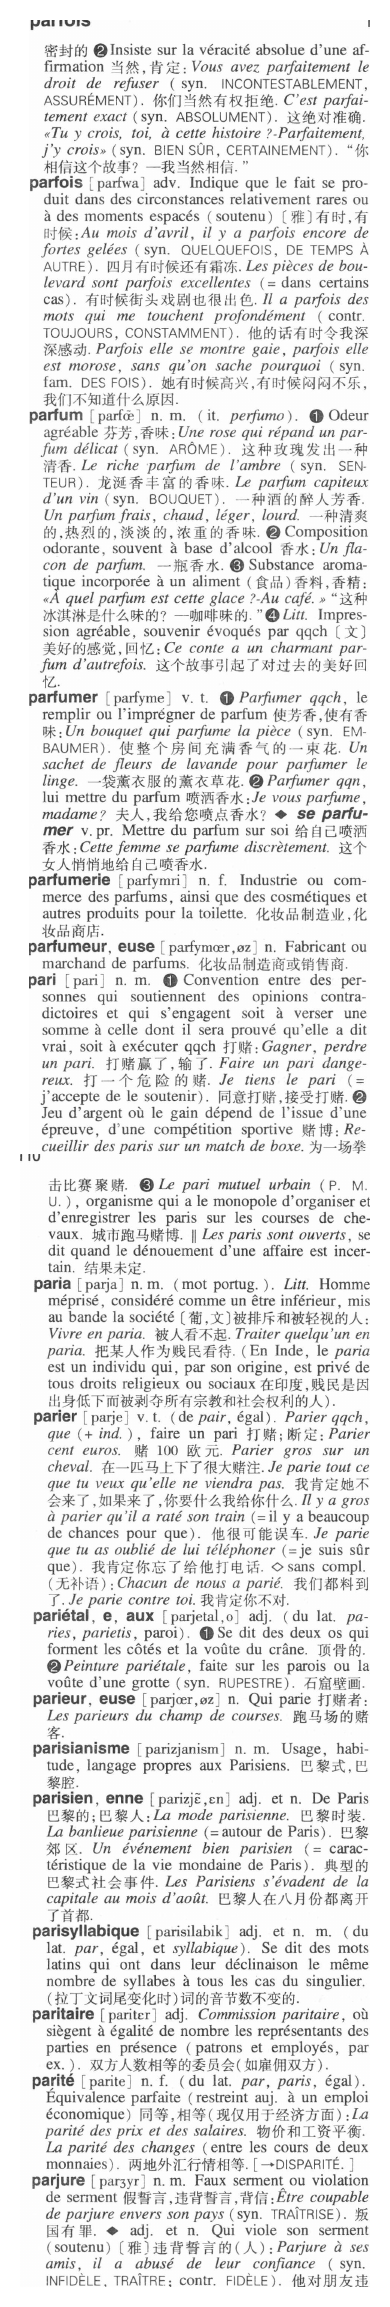 parfois
密封的 ❷ Insiste sur la véracité absolue d'une af-
firmation 当然,肯定: Vous avez parfaitement le
droit de refuser ( syn. INCONTESTABLEMENT,
ASSURÉMENT). 你们当然有权拒绝. C'est parfai-
tement exact (syn. ABSOLUMENT). 这绝对准确.
«Tu y crois, toi, à cette histoire ?-Parfaitement,
j'y crois» (syn. BIEN SÛR, CERTAINEMENT). “你
相信这个故事? —我当然相信.”
parfois [parfwa] adv. Indique que le fait se pro-
duit dans des circonstances relativement rares ou
à des moments espacés (soutenu) [雅]有时,有
时候: Au mois d'avril, il y a parfois encore de
fortes gelées (syn. QUELQUEFOIS, DE TEMPS À
AUTRE). 四月有时候还有霜冻. Les pièces de bou-
levard sont parfois excellentes (= dans certains
cas). 有时候街头戏剧也很出色. Il a parfois des
mots qui me touchent profondément ( contr.
TOUJOURS, CONSTAMMENT). 他的话有时令我深
深感动. Parfois elle se montre gaie, parfois elle
est morose, sans qu'on sache pourquoi ( syn.
fam. DES FOIS). 她有时候高兴,有时候闷闷不乐,
我们不知道什么原因.
parfum [parfœ̃] n. m. (it. perfumo). ❶ Odeur
agréable 芬芳,香味: Une rose qui répand un par-
fum délicat (syn. ARÔME). 这种玫瑰发出一种
清香. Le riche parfum de l'ambre ( syn. SEN-
TEUR). 龙涎香丰富的香味. Le parfum capiteux
d'un vin (syn. BOUQUET). 一种酒的醉人芳香.
Un parfum frais, chaud, léger, lourd. 一种清爽
的,热烈的,淡淡的,浓重的香味. ❷ Composition
odorante, souvent à base d'alcool 香水: Un fla-
con de parfum. 一瓶香水. ❸ Substance aroma-
tique incorporée à un aliment (食品)香料,香精:
«À quel parfum est cette glace ?-Au café. » “这种
冰淇淋是什么味的? —咖啡味的.” ❹ Litt. Impres-
sion agréable, souvenir évoqués par qqch [文]
美好的感觉,回忆: Ce conte a un charmant par-
fum d'autrefois. 这个故事引起了对过去的美好回
忆.
parfumer [parfyme] v. t. ❶ Parfumer qqch, le
remplir ou l'imprégner de parfum 使芳香,使有香
味: Un bouquet qui parfume la pièce (syn. EM-
BAUMER). 使整个房间充满香气的一束花. Un
sachet de fleurs de lavande pour parfumer le
linge. 一袋薰衣服的薰衣草花. ❷ Parfumer qqn,
lui mettre du parfum 喷洒香水: Je vous parfume,
madame? 夫人,我给您喷点香水? ◆ se parfu-
mer v. pr. Mettre du parfum sur soi 给自己喷洒
香水: Cette femme se parfume discrètement. 这个
女人悄悄地给自己喷香水.
parfumerie [parfymri] n. f. Industrie ou com-
merce des parfums, ainsi que des cosmétiques et
autres produits pour la toilette. 化妆品制造业,化
妆品商店.
parfumeur, euse [parfymœr,øz] n. Fabricant ou
marchand de parfums. 化妆品制造商或销售商.
pari [pari] n. m. ❶ Convention entre des per-
sonnes qui soutiennent des opinions contra-
dictoires et qui s'engagent soit à verser une
somme à celle dont il sera prouvé qu'elle a dit
vrai, soit à exécuter qqch 打赌: Gagner, perdre
un pari. 打赌赢了,输了. Faire un pari dange-
reux. 打一个危险的赌. Je tiens le pari ( =
j'accepte de le soutenir). 同意打赌,接受打赌. ❷
Jeu d'argent où le gain dépend de l'issue d'une
épreuve, d'une compétition sportive 赌博: Re-
cueillir des paris sur un match de boxe. 为一场拳
击比赛聚赌. ❸ Le pari mutuel urbain ( P. M.
U. ), organisme qui a le monopole d'organiser et
d'enregistrer les paris sur les courses de che-
vaux. 城市跑马赌博. ‖ Les paris sont ouverts, se
dit quand le dénouement d'une affaire est incer-
tain. 结果未定.
paria [parja] n. m. (mot portug. ). Litt. Homme
méprisé, considéré comme un être inférieur, mis
au bande la société [葡,文]被排斥和被轻视的人:
Vivre en paria. 被人看不起. Traiter quelqu'un en
paria. 把某人作为贱民看待. (En Inde, le paria
est un individu qui, par son origine, est privé de
tous droits religieux ou sociaux 在印度,贱民是因
出身低下而被剥夺所有宗教和社会权利的人).
parier [parje] v. t. (de pair, égal). Parier qqch,
que (+ ind. ), faire un pari 打赌; 断定: Parier
cent euros. 赌 100 欧元. Parier gros sur un
cheval. 在一匹马上下了很大赌注. Je parie tout ce
que tu veux qu'elle ne viendra pas. 我肯定她不
会来了,如果来了,你要什么我给你什么. Il y a gros
à parier qu'il a raté son train (=il y a beaucoup
de chances pour que). 他很可能误车. Je parie
que tu as oublié de lui téléphoner (=je suis sûr
que). 我肯定你忘了给他打电话. ◇ sans compl.
(无补语): Chacun de nous a parié. 我们都料到
了. Je parie contre toi. 我肯定你不对.
pariétal, e, aux [parjetal,o] adj. (du lat. pa-
ries, parietis, paroi). ❶ Se dit des deux os qui
forment les côtés et la voûte du crâne. 顶骨的.
❷ Peinture pariétale, faite sur les parois ou la
voûte d'une grotte (syn. RUPESTRE). 石窟壁画.
parieur, euse [parjœr,øz] n. Qui parie 打赌者:
Les parieurs du champ de courses. 跑马场的赌
客.
parisianisme [parizjanism] n. m. Usage, habi-
tude, langage propres aux Parisiens. 巴黎式,巴
黎腔.
parisien, enne [parizjɛ̃,ɛn] adj. et n. De Paris
巴黎的; 巴黎人: La mode parisienne. 巴黎时装.
La banlieue parisienne (=autour de Paris). 巴黎
郊区. Un événement bien parisien ( = carac-
téristique de la vie mondaine de Paris). 典型的
巴黎式社会事件. Les Parisiens s'évadent de la
capitale au mois d'août. 巴黎人在八月份都离开
了首都.
parisyllabique [parisilabik] adj. et n. m. (du
lat. par, égal, et syllabique). Se dit des mots
latins qui ont dans leur déclinaison le même
nombre de syllabes à tous les cas du singulier.
(拉丁文词尾变化时)词的音节数不变的.
paritaire [paritɛr] adj. Commission paritaire, où
siègent à égalité de nombre les représentants des
parties en présence (patrons et employés, par
ex. ). 双方人数相等的委员会(如雇佣双方).
parité [parite] n. f. (du lat. par, paris, égal).
Équivalence parfaite (restreint auj. à un emploi
économique) 同等,相等(现仅用于经济方面): La
parité des prix et des salaires. 物价和工资平衡.
La parité des changes (entre les cours de deux
monnaies). 两地外汇行情相等. [→DISPARITÉ. ]
parjure [parʒyr] n. m. Faux serment ou violation
de serment 假誓言,违背誓言,背信: Être coupable
de parjure envers son pays (syn. TRAÎTRISE). 叛
国有罪. ◆ adj. et n. Qui viole son serment
(soutenu) [雅]违背誓言的(人): Parjure à ses
amis, il a abusé de leur confiance ( syn.
INFIDÈLE, TRAÎTRE; contr. FIDÈLE). 他对朋友违